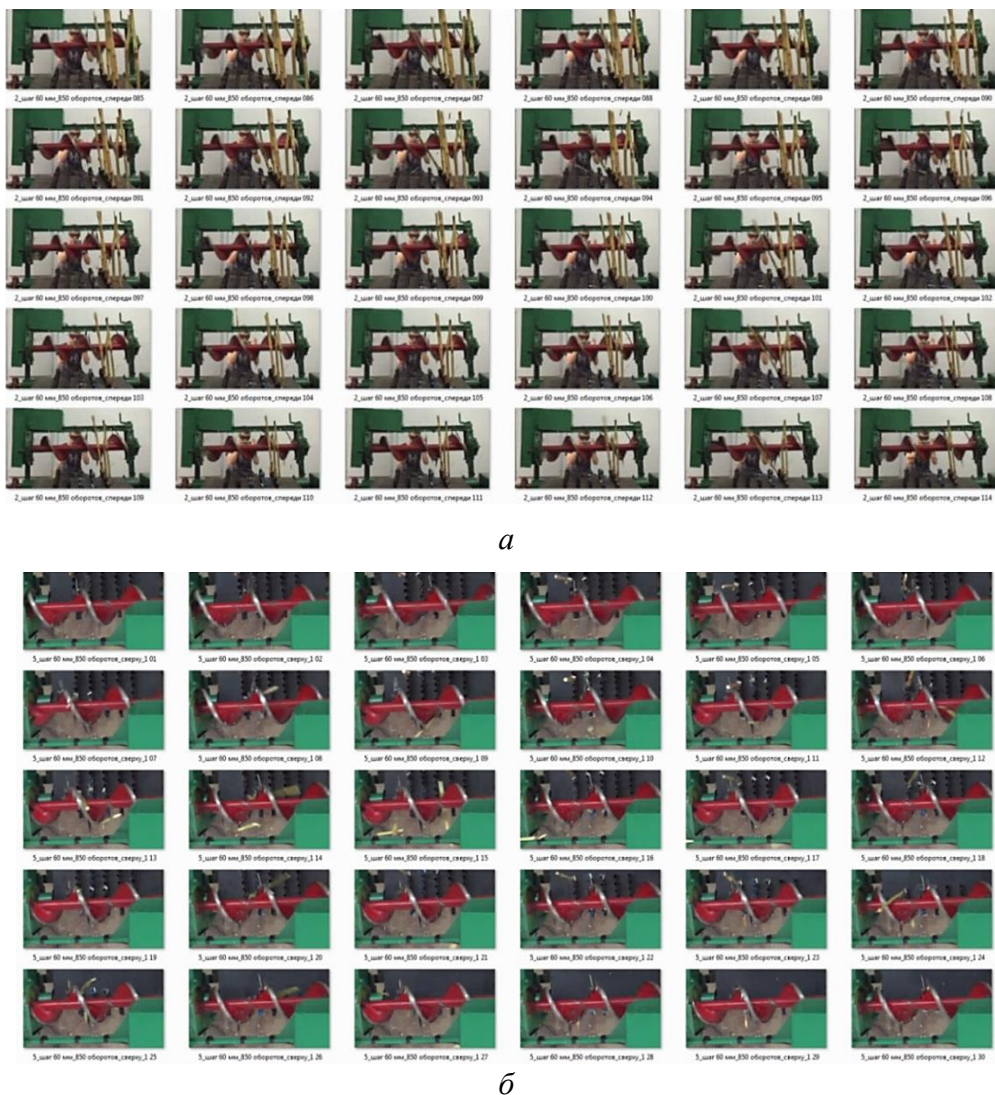 2_шаг 60 мм_850 оборотов_спереди 085 2_шаг 60 мм_850 оборотов_спереди 086 2_шаг 60 мм_850 оборотов_спереди 087 2_шаг 60 мм_850 оборотов_спереди 088 2_шаг 60 мм_850 оборотов_спереди 089 2_шаг 60 мм_850 оборотов_спереди 090
2_шаг 60 мм_850 оборотов_спереди 091 2_шаг 60 мм_850 оборотов_спереди 092 2_шаг 60 мм_850 оборотов_спереди 093 2_шаг 60 мм_850 оборотов_спереди 094 2_шаг 60 мм_850 оборотов_спереди 095 2_шаг 60 мм_850 оборотов_спереди 096
2_шаг 60 мм_850 оборотов_спереди 097 2_шаг 60 мм_850 оборотов_спереди 098 2_шаг 60 мм_850 оборотов_спереди 099 2_шаг 60 мм_850 оборотов_спереди 100 2_шаг 60 мм_850 оборотов_спереди 101 2_шаг 60 мм_850 оборотов_спереди 102
2_шаг 60 мм_850 оборотов_спереди 103 2_шаг 60 мм_850 оборотов_спереди 104 2_шаг 60 мм_850 оборотов_спереди 105 2_шаг 60 мм_850 оборотов_спереди 106 2_шаг 60 мм_850 оборотов_спереди 107 2_шаг 60 мм_850 оборотов_спереди 108
2_шаг 60 мм_850 оборотов_спереди 109 2_шаг 60 мм_850 оборотов_спереди 110 2_шаг 60 мм_850 оборотов_спереди 111 2_шаг 60 мм_850 оборотов_спереди 112 2_шаг 60 мм_850 оборотов_спереди 113 2_шаг 60 мм_850 оборотов_спереди 114
а
5_шаг 60 мм_850 оборотов_сверху_1 01 5_шаг 60 мм_850 оборотов_сверху_1 02 5_шаг 60 мм_850 оборотов_сверху_1 03 5_шаг 60 мм_850 оборотов_сверху_1 04 5_шаг 60 мм_850 оборотов_сверху_1 05 5_шаг 60 мм_850 оборотов_сверху_1 06
5_шаг 60 мм_850 оборотов_сверху_1 07 5_шаг 60 мм_850 оборотов_сверху_1 08 5_шаг 60 мм_850 оборотов_сверху_1 09 5_шаг 60 мм_850 оборотов_сверху_1 10 5_шаг 60 мм_850 оборотов_сверху_1 11 5_шаг 60 мм_850 оборотов_сверху_1 12
5_шаг 60 мм_850 оборотов_сверху_1 13 5_шаг 60 мм_850 оборотов_сверху_1 14 5_шаг 60 мм_850 оборотов_сверху_1 15 5_шаг 60 мм_850 оборотов_сверху_1 16 5_шаг 60 мм_850 оборотов_сверху_1 17 5_шаг 60 мм_850 оборотов_сверху_1 18
5_шаг 60 мм_850 оборотов_сверху_1 19 5_шаг 60 мм_850 оборотов_сверху_1 20 5_шаг 60 мм_850 оборотов_сверху_1 21 5_шаг 60 мм_850 оборотов_сверху_1 22 5_шаг 60 мм_850 оборотов_сверху_1 23 5_шаг 60 мм_850 оборотов_сверху_1 24
5_шаг 60 мм_850 оборотов_сверху_1 25 5_шаг 60 мм_850 оборотов_сверху_1 26 5_шаг 60 мм_850 оборотов_сверху_1 27 5_шаг 60 мм_850 оборотов_сверху_1 28 5_шаг 60 мм_850 оборотов_сверху_1 29 5_шаг 60 мм_850 оборотов_сверху_1 30
б